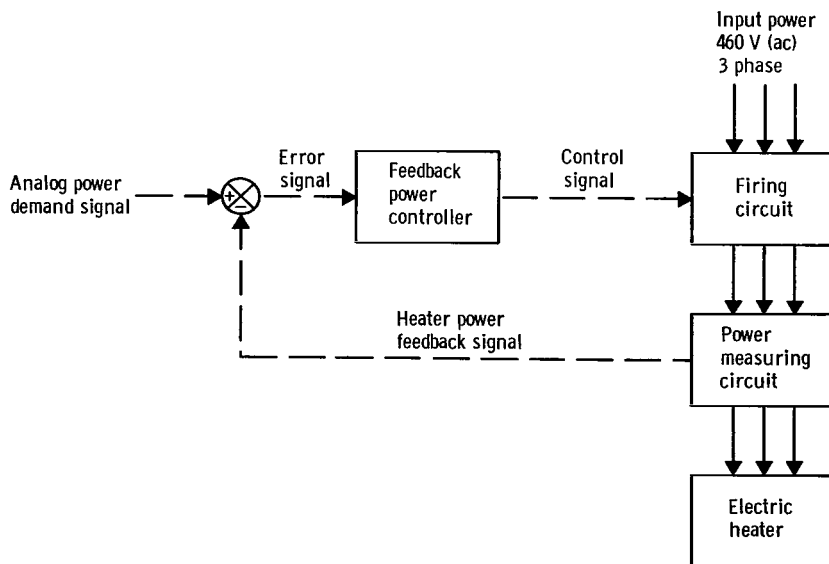 Input power
460 V (ac)
3 phase
Error
signal
Feedback
power
controller
Control
signal
Firing
circuit
Analog power
demand signal
+
−
Heater power
feedback signal
Power
measuring
circuit
Electric
heater